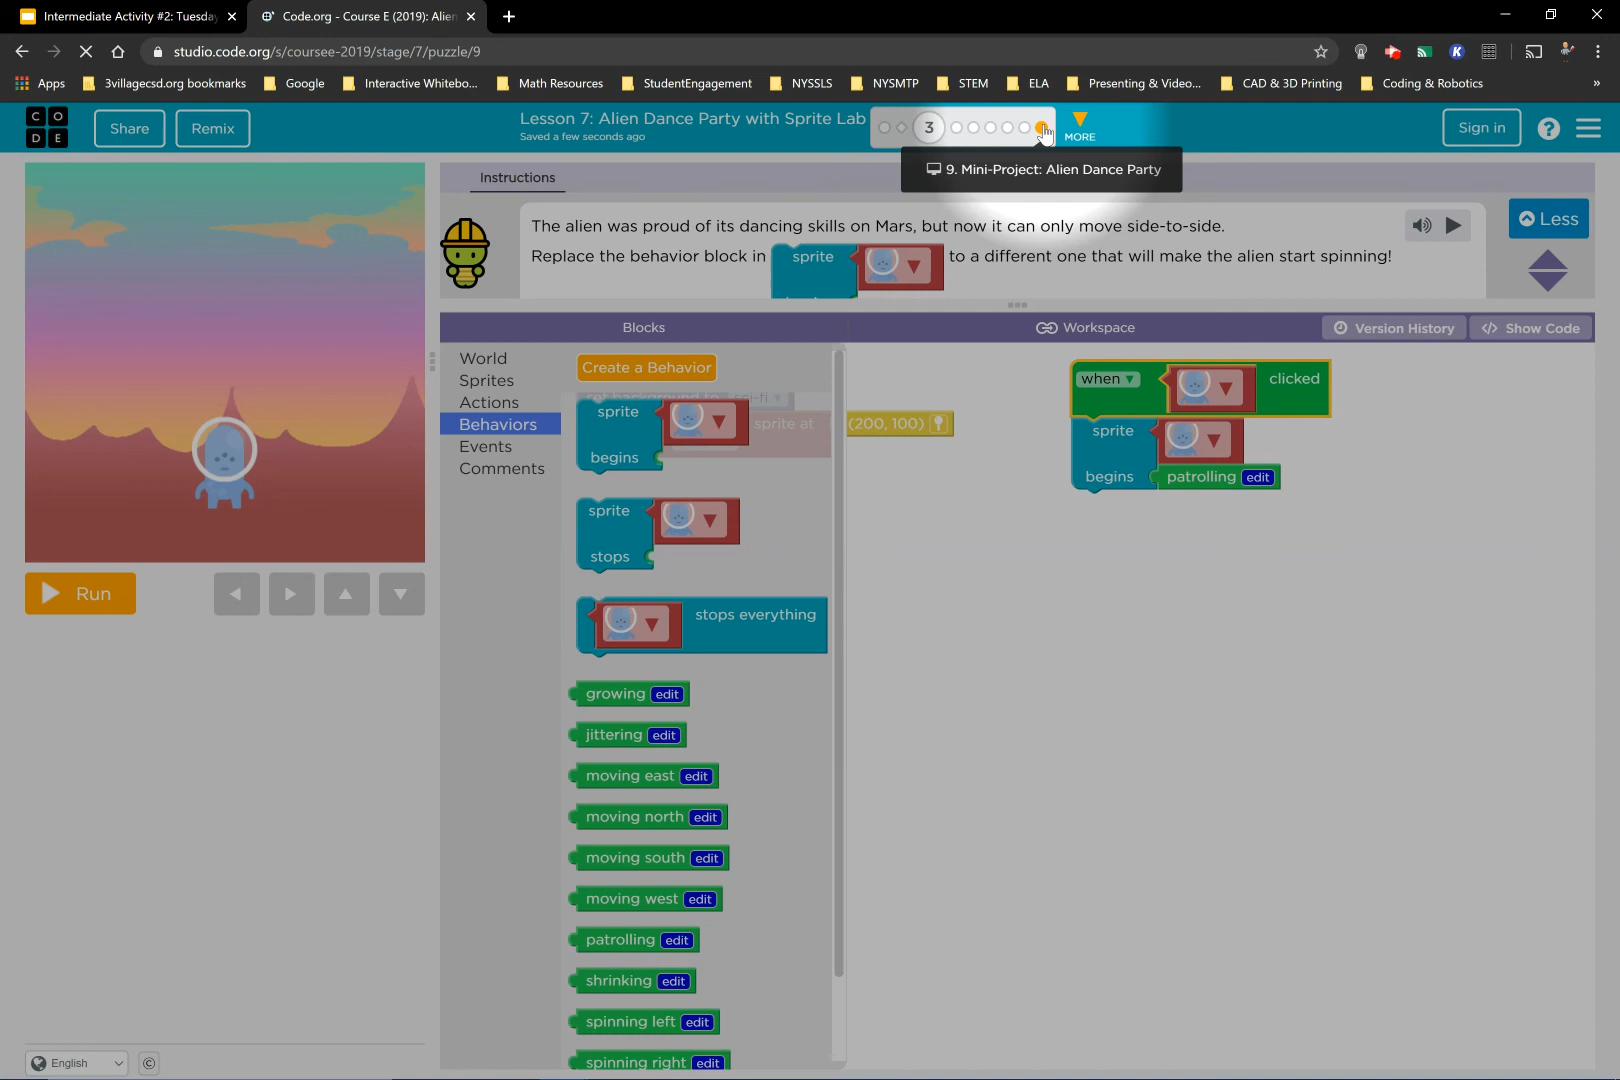 Intermediate Activity #2: Tuesday
Code.org - Course E (2019): Alien
studio.code.org/s/coursee-2019/stage/7/puzzle/9
K
Apps
3villagecsd.org bookmarks
Google
Interactive Whitebo...
Math Resources
StudentEngagement
NYSSLS
NYSMTP
STEM
ELA
Presenting & Video...
CAD & 3D Printing
Coding & Robotics
»
C O
D E
Share
Remix
Lesson 7: Alien Dance Party with Sprite Lab
Saved a few seconds ago
3
MORE
Sign in
?
9. Mini-Project: Alien Dance Party
Instructions
The alien was proud of its dancing skills on Mars, but now it can only move side-to-side.
Replace the behavior block in
sprite
to a different one that will make the alien start spinning!
Less
Blocks
Workspace
Version History
Show Code
World
Sprites
Actions
Behaviors
Events
Comments
Create a Behavior
set background to sci-fi
sprite
begins
sprite at
(200, 100)
sprite
stops
stops everything
growing edit
jittering edit
moving east edit
moving north edit
moving south edit
moving west edit
patrolling edit
shrinking edit
spinning left edit
spinning right edit
when
clicked
sprite
begins
patrolling edit
Run
English
©